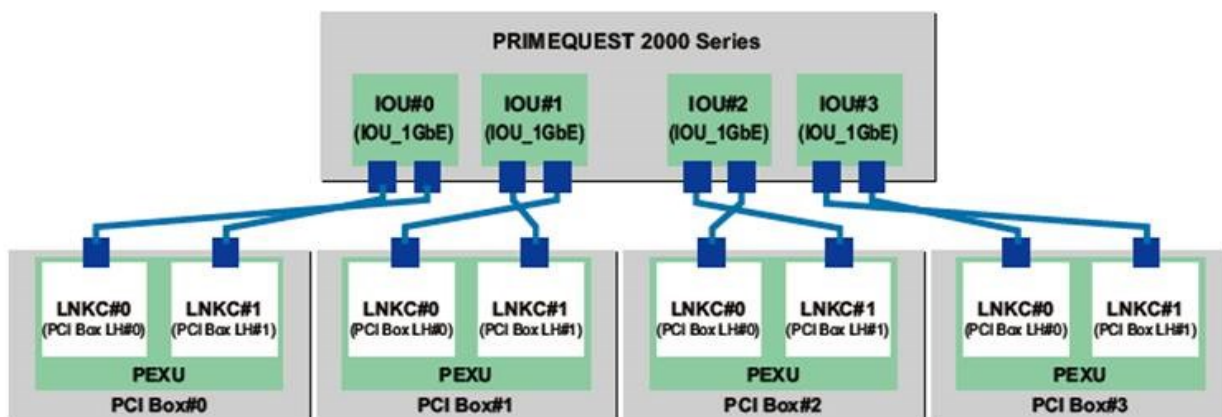 PRIMEQUEST 2000 Series
IOU#0
(IOU_1GbE)
IOU#1
(IOU_1GbE)
IOU#2
(IOU_1GbE)
IOU#3
(IOU_1GbE)
LNKC#0
(PCI Box LH#0)
LNKC#1
(PCI Box LH#1)
PEXU
PCI Box#0
LNKC#0
(PCI Box LH#0)
LNKC#1
(PCI Box LH#1)
PEXU
PCI Box#1
LNKC#0
(PCI Box LH#0)
LNKC#1
(PCI Box LH#1)
PEXU
PCI Box#2
LNKC#0
(PCI Box LH#0)
LNKC#1
(PCI Box LH#1)
PEXU
PCI Box#3